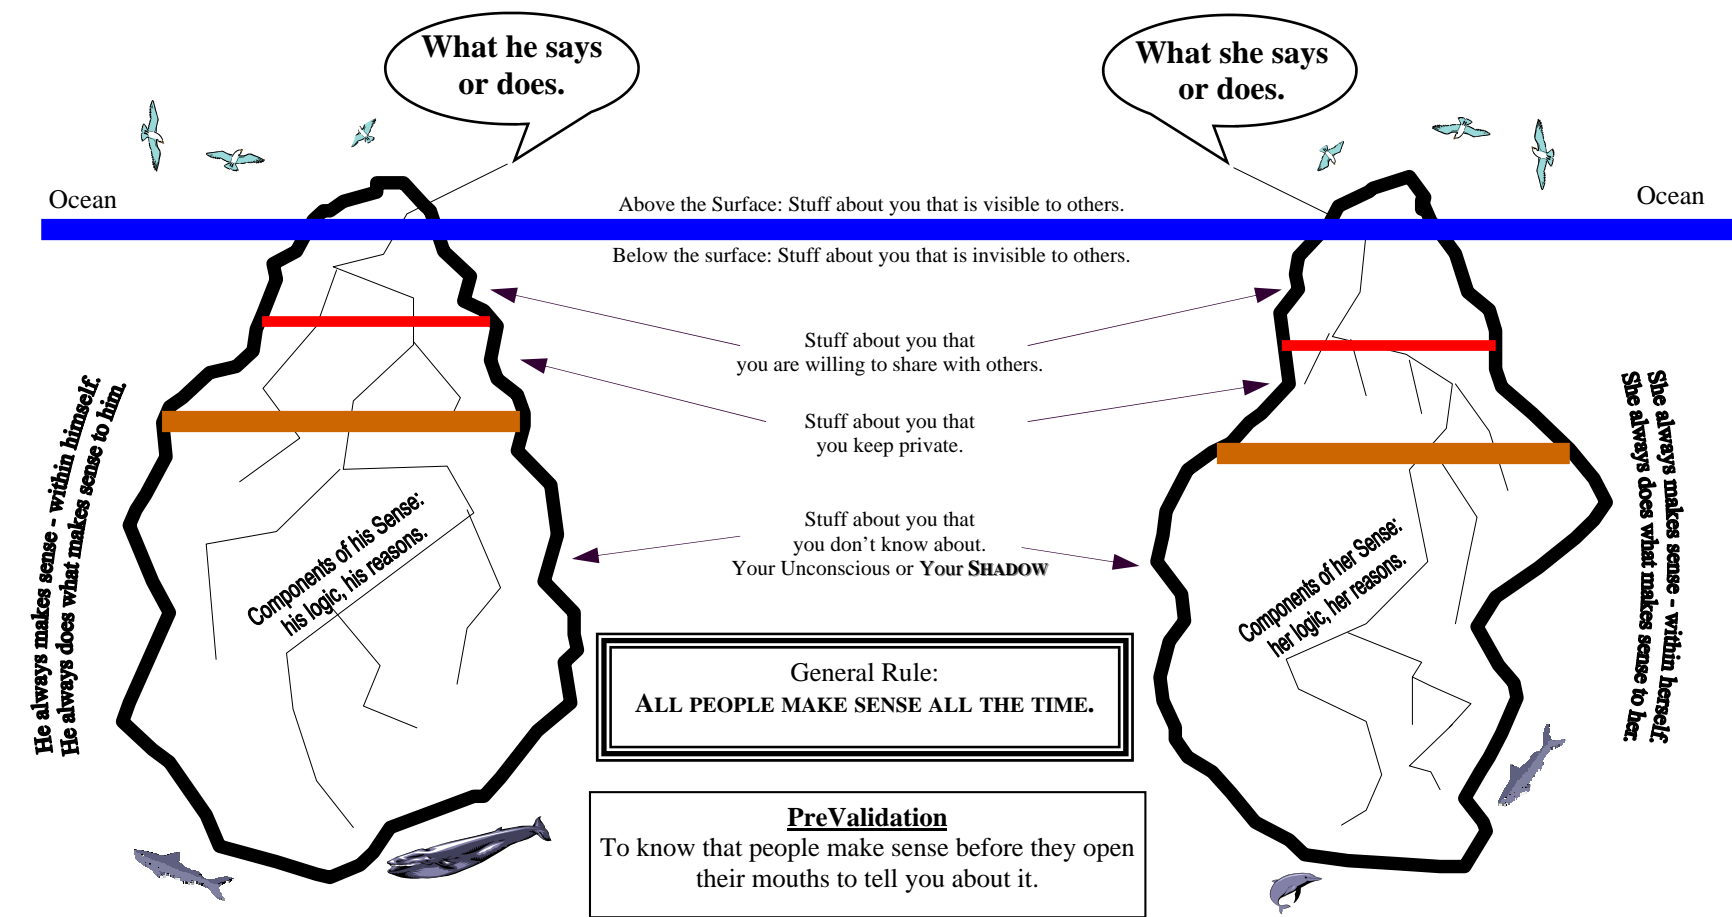 What he says
or does.
What she says
or does.
Ocean
Ocean
Above the Surface: Stuff about you that is visible to others.
Below the surface: Stuff about you that is invisible to others.
Stuff about you that
you are willing to share with others.
Stuff about you that
you keep private.
Stuff about you that
you don’t know about.
Your Unconscious or Your SHADOW
He always makes sense - within himself.
He always does what makes sense to him.
Components of his Sense:
his logic, his reasons.
Components of her Sense:
her logic, her reasons.
She always makes sense - within herself.
She always does what makes sense to her.
General Rule:
ALL PEOPLE MAKE SENSE ALL THE TIME.
PreValidation
To know that people make sense before they open
their mouths to tell you about it.